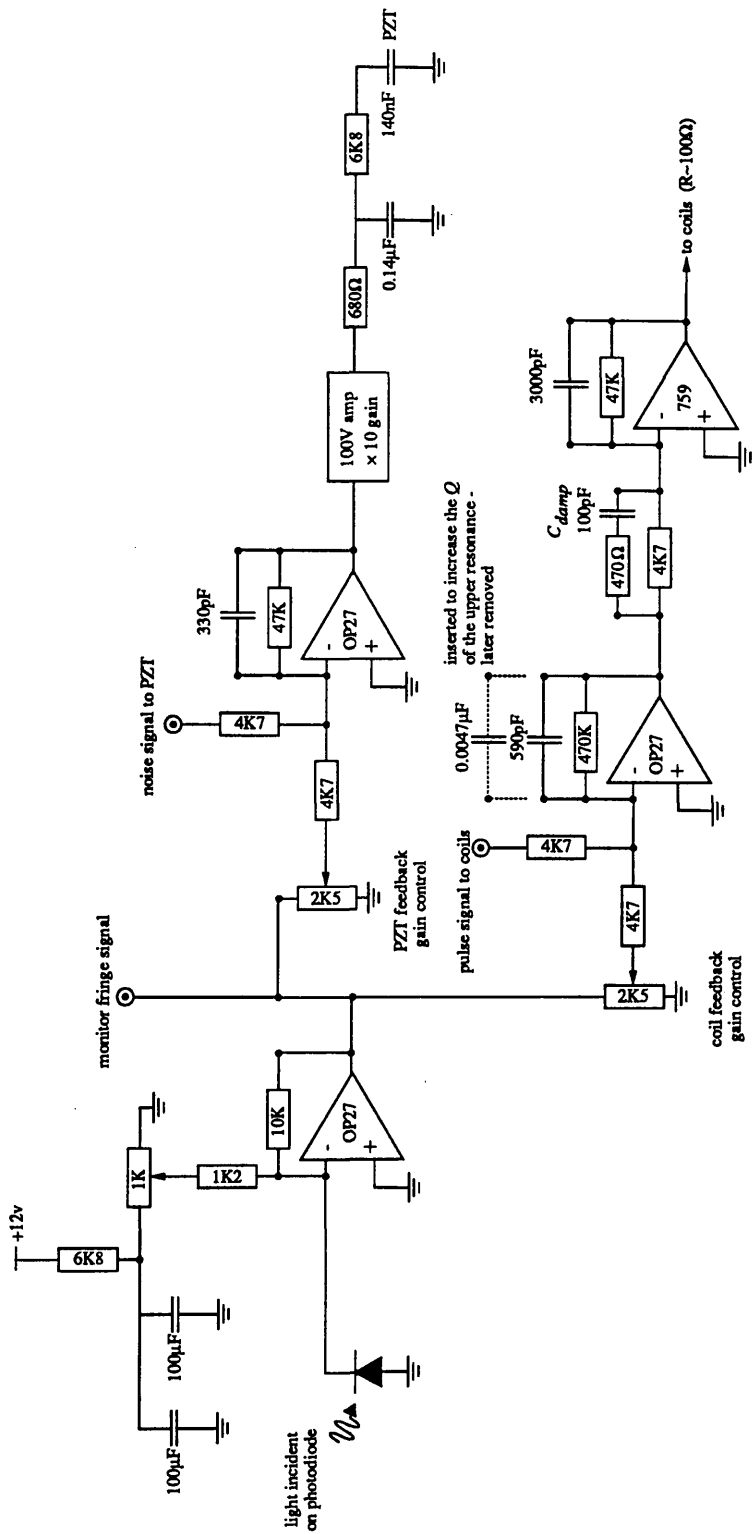 +12v
6K8
1K
100μF
100μF
1K2
10K
-
+
OP27
light incident
on photodiode
monitor fringe signal
2K5
PZT feedback
gain control
noise signal to PZT
4K7
4K7
330pF
47K
-
+
OP27
100V amp
× 10 gain
680Ω
0.14μF
6K8
140nF
PZT
2K5
coil feedback
gain control
pulse signal to coils
4K7
4K7
inserted to increase the Q
of the upper resonance -
later removed
0.0047μF
590pF
470K
-
+
OP27
C damp
100pF
470Ω
4K7
3000pF
47K
-
+
759
to coils (R~100Ω)